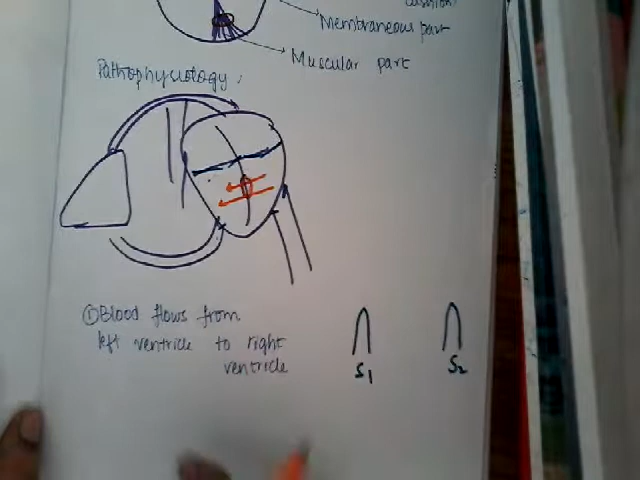 Membraneous part
Muscular part
Pathophysiology:
① Blood flows from
left ventricle to right
ventricle
S1
S2